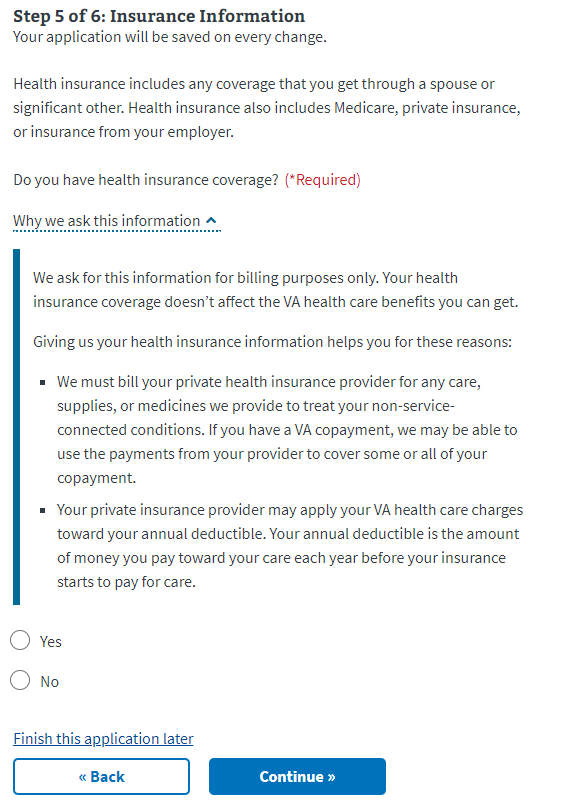 Step 5 of 6: Insurance Information
Your application will be saved on every change.
Health insurance includes any coverage that you get through a spouse or
significant other. Health insurance also includes Medicare, private insurance,
or insurance from your employer.
Do you have health insurance coverage? (*Required)
Why we ask this information
We ask for this information for billing purposes only. Your health
insurance coverage doesn’t affect the VA health care benefits you can get.
Giving us your health insurance information helps you for these reasons:
▪ We must bill your private health insurance provider for any care,
supplies, or medicines we provide to treat your non-service-
connected conditions. If you have a VA copayment, we may be able to
use the payments from your provider to cover some or all of your
copayment.
▪ Your private insurance provider may apply your VA health care charges
toward your annual deductible. Your annual deductible is the amount
of money you pay toward your care each year before your insurance
starts to pay for care.
Yes
No
Finish this application later
« Back
Continue »